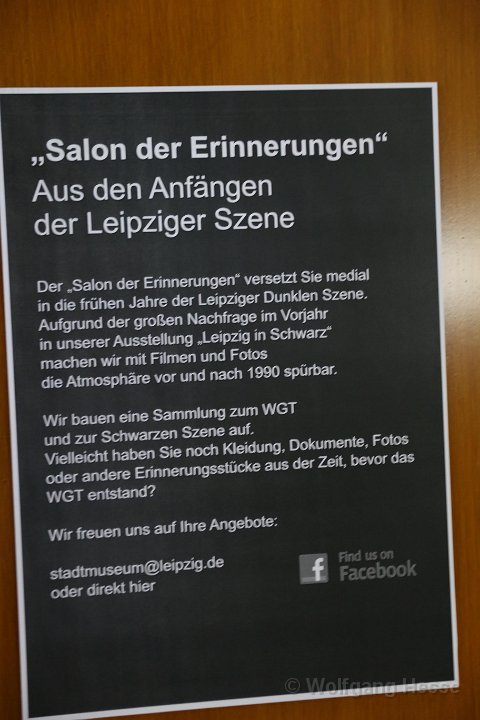 „Salon der Erinnerungen“
Aus den Anfängen
der Leipziger Szene
Der „Salon der Erinnerungen“ versetzt Sie medial
in die frühen Jahre der Leipziger Dunklen Szene.
Aufgrund der großen Nachfrage im Vorjahr
in unserer Ausstellung „Leipzig in Schwarz“
machen wir mit Filmen und Fotos
die Atmosphäre vor und nach 1990 spürbar.
Wir bauen eine Sammlung zum WGT
und zur Schwarzen Szene auf.
Vielleicht haben Sie noch Kleidung, Dokumente, Fotos
oder andere Erinnerungsstücke aus der Zeit, bevor das
WGT entstand?
Wir freuen uns auf Ihre Angebote:
stadtmuseum@leipzig.de
oder direkt hier
f
Find us on
Facebook
© Wolfgang Hesse